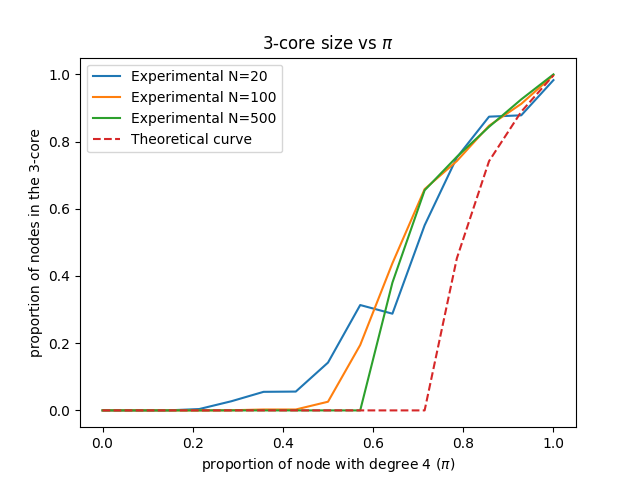 3-core size vs π
Experimental N=20
Experimental N=100
Experimental N=500
Theoretical curve
proportion of nodes in the 3-core
1.0
0.8
0.6
0.4
0.2
0.0
0.0 0.2 0.4 0.6 0.8 1.0
proportion of node with degree 4 (π)